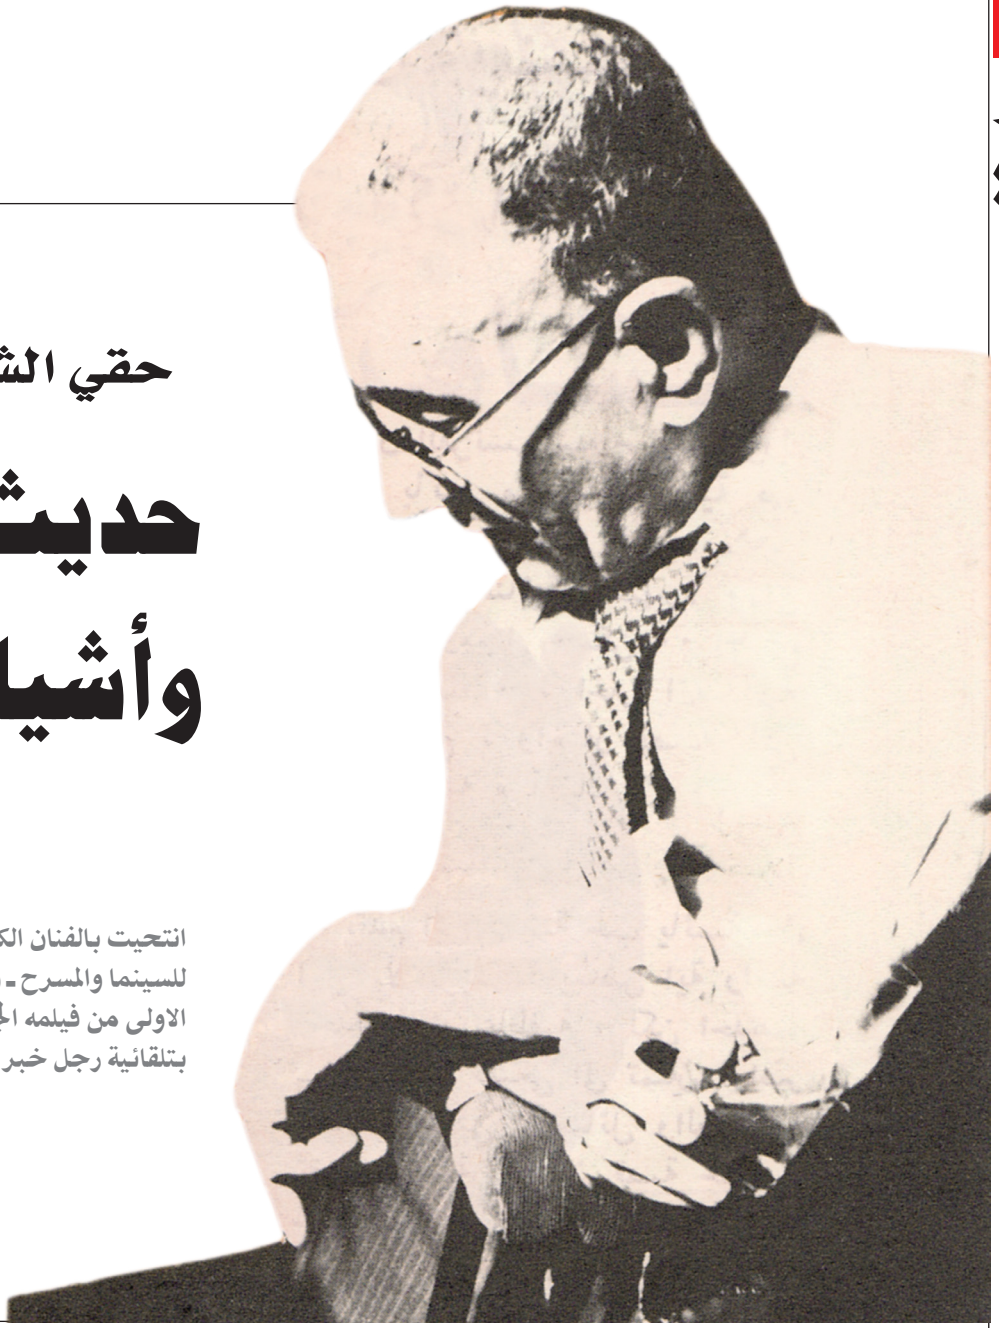 حقي الش
حديث
وأشيا
انتحيت بالفنان الك
للسينما والمسرح ـ
الاولى من فيلمه الج
بتلقائية رجل خبر